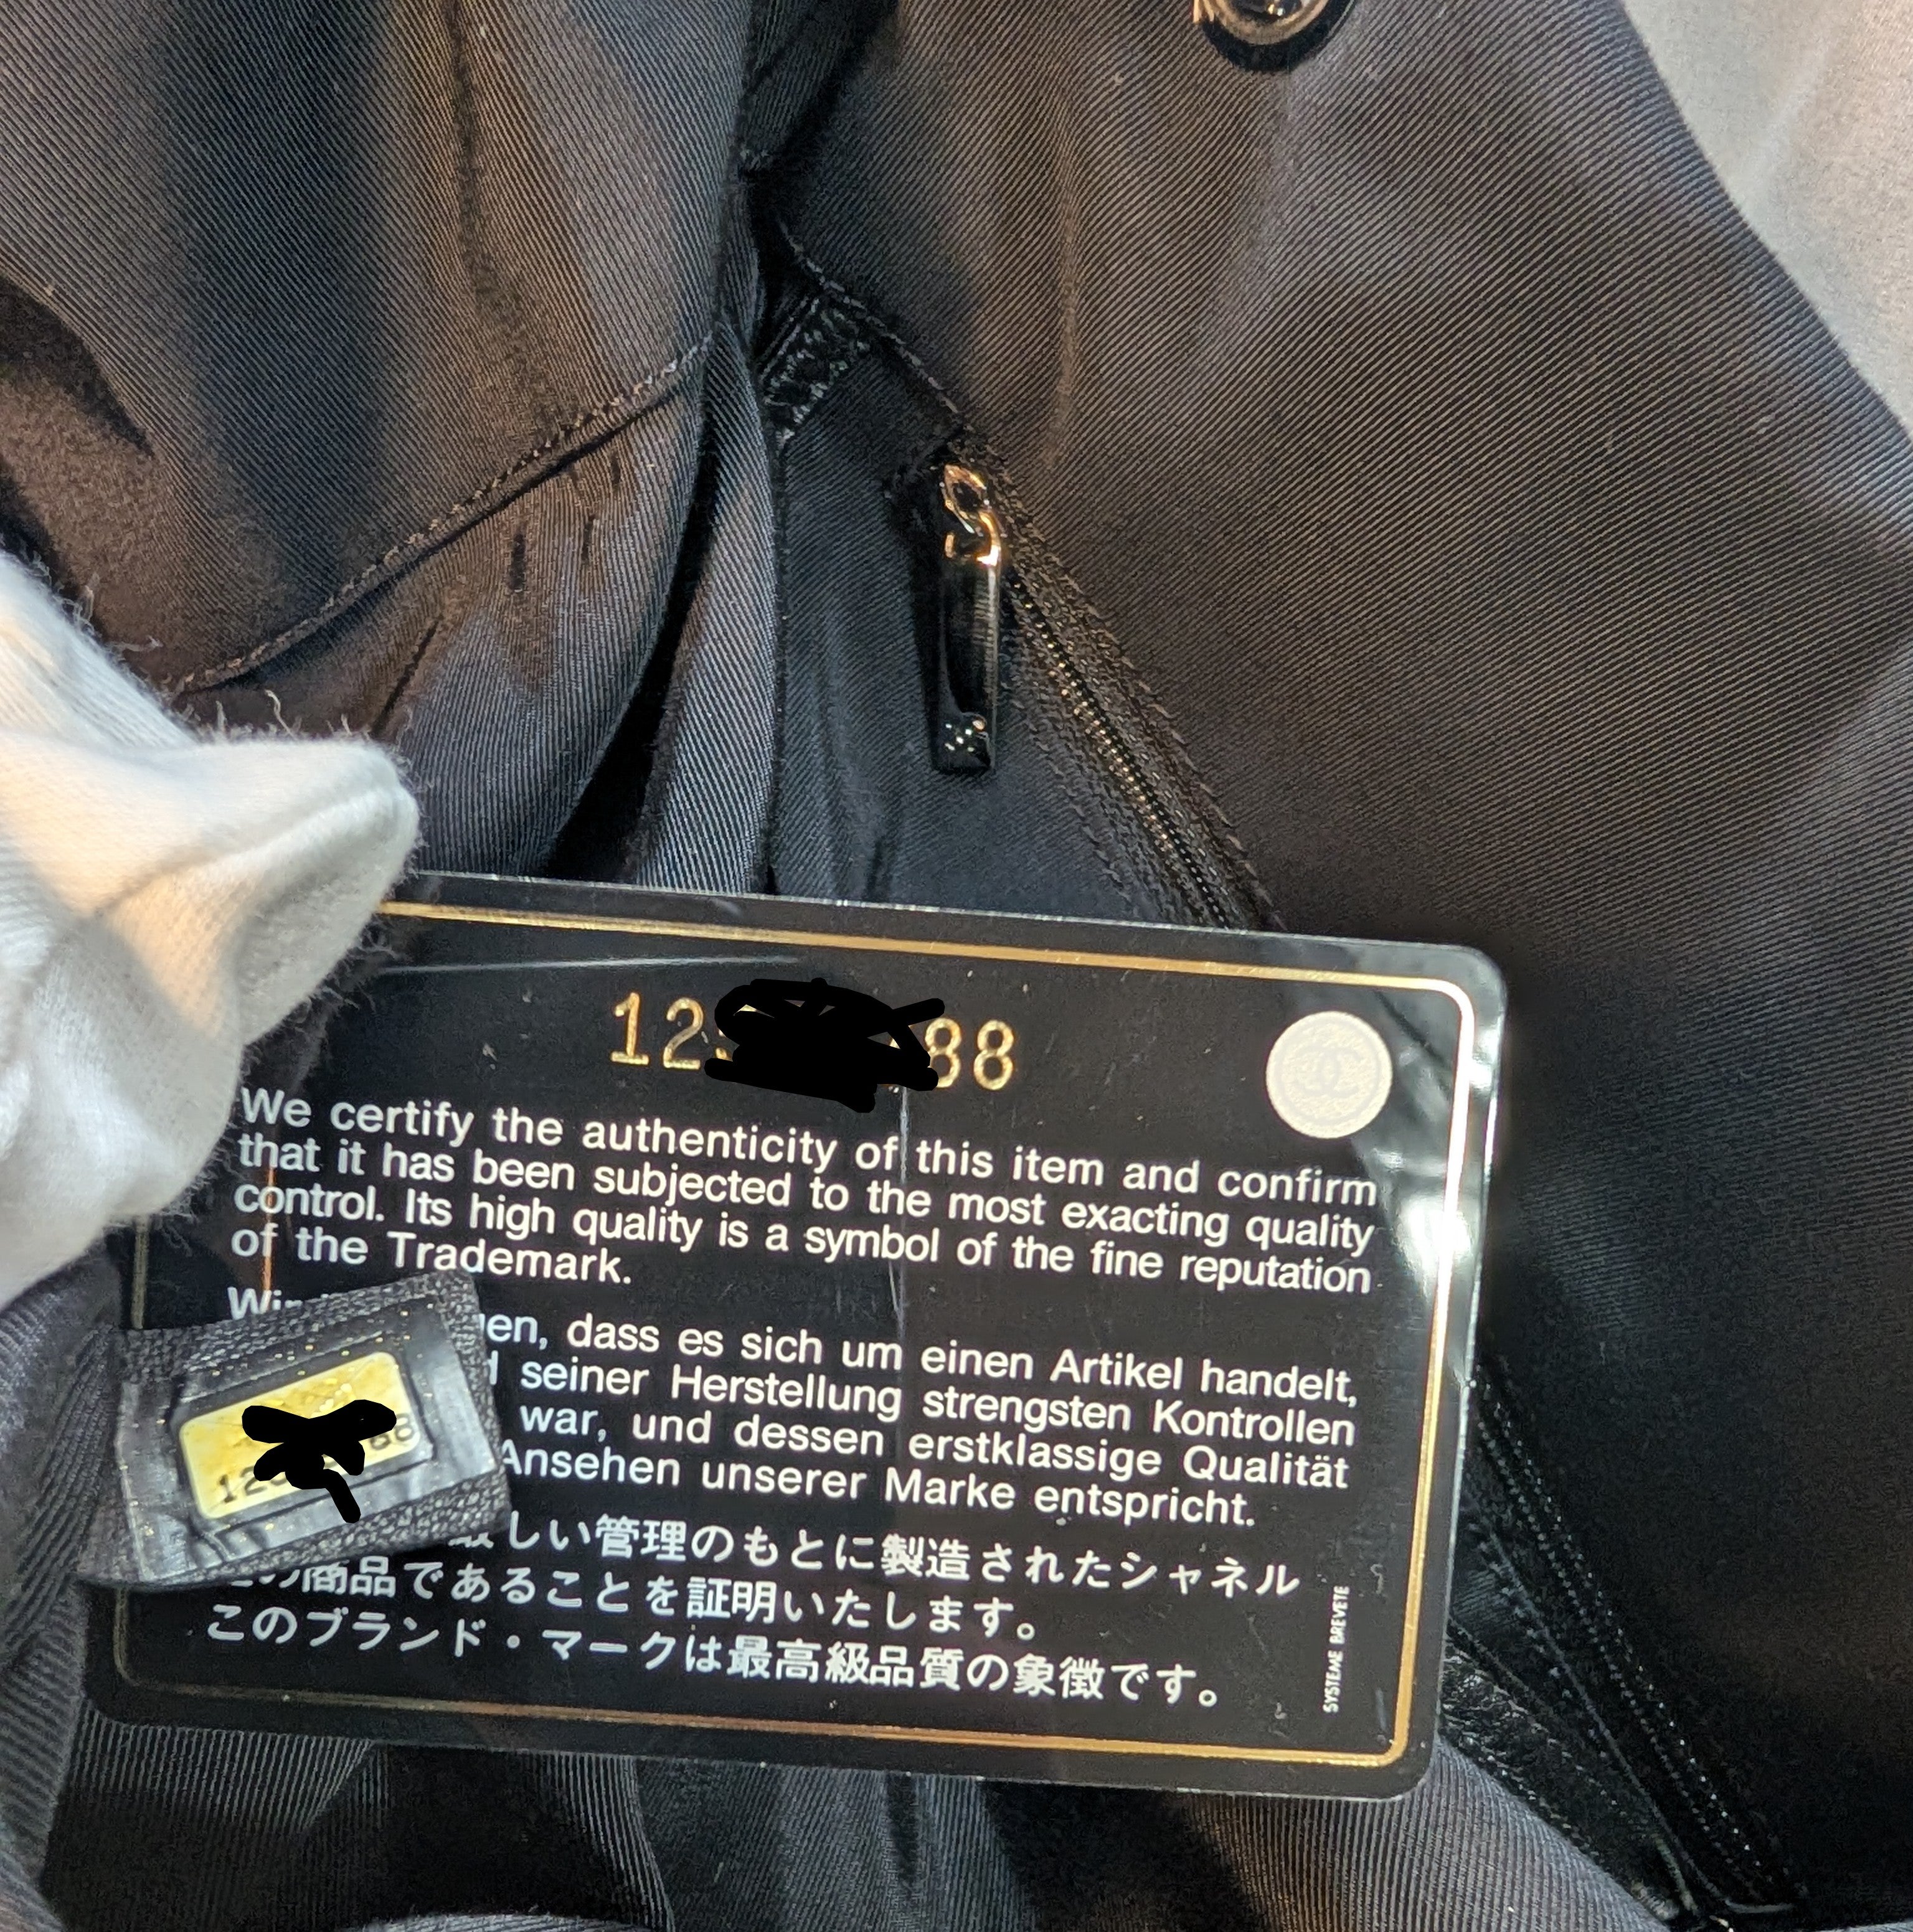 12 88
We certify the authenticity of this item and confirm
that it has been subjected to the most exacting quality
control. Its high quality is a symbol of the fine reputation
of the Trademark.
dass es sich um einen Artikel handelt,
seiner Herstellung strengsten Kontrollen
war, und dessen erstklassige Qualität
Ansehen unserer Marke entspricht.
しい管理のもとに製造されたシャネル
商品であることを証明いたします。
このブランド・マークは最高級品質の象徴です。
SYSTEME BREVETE
12 88